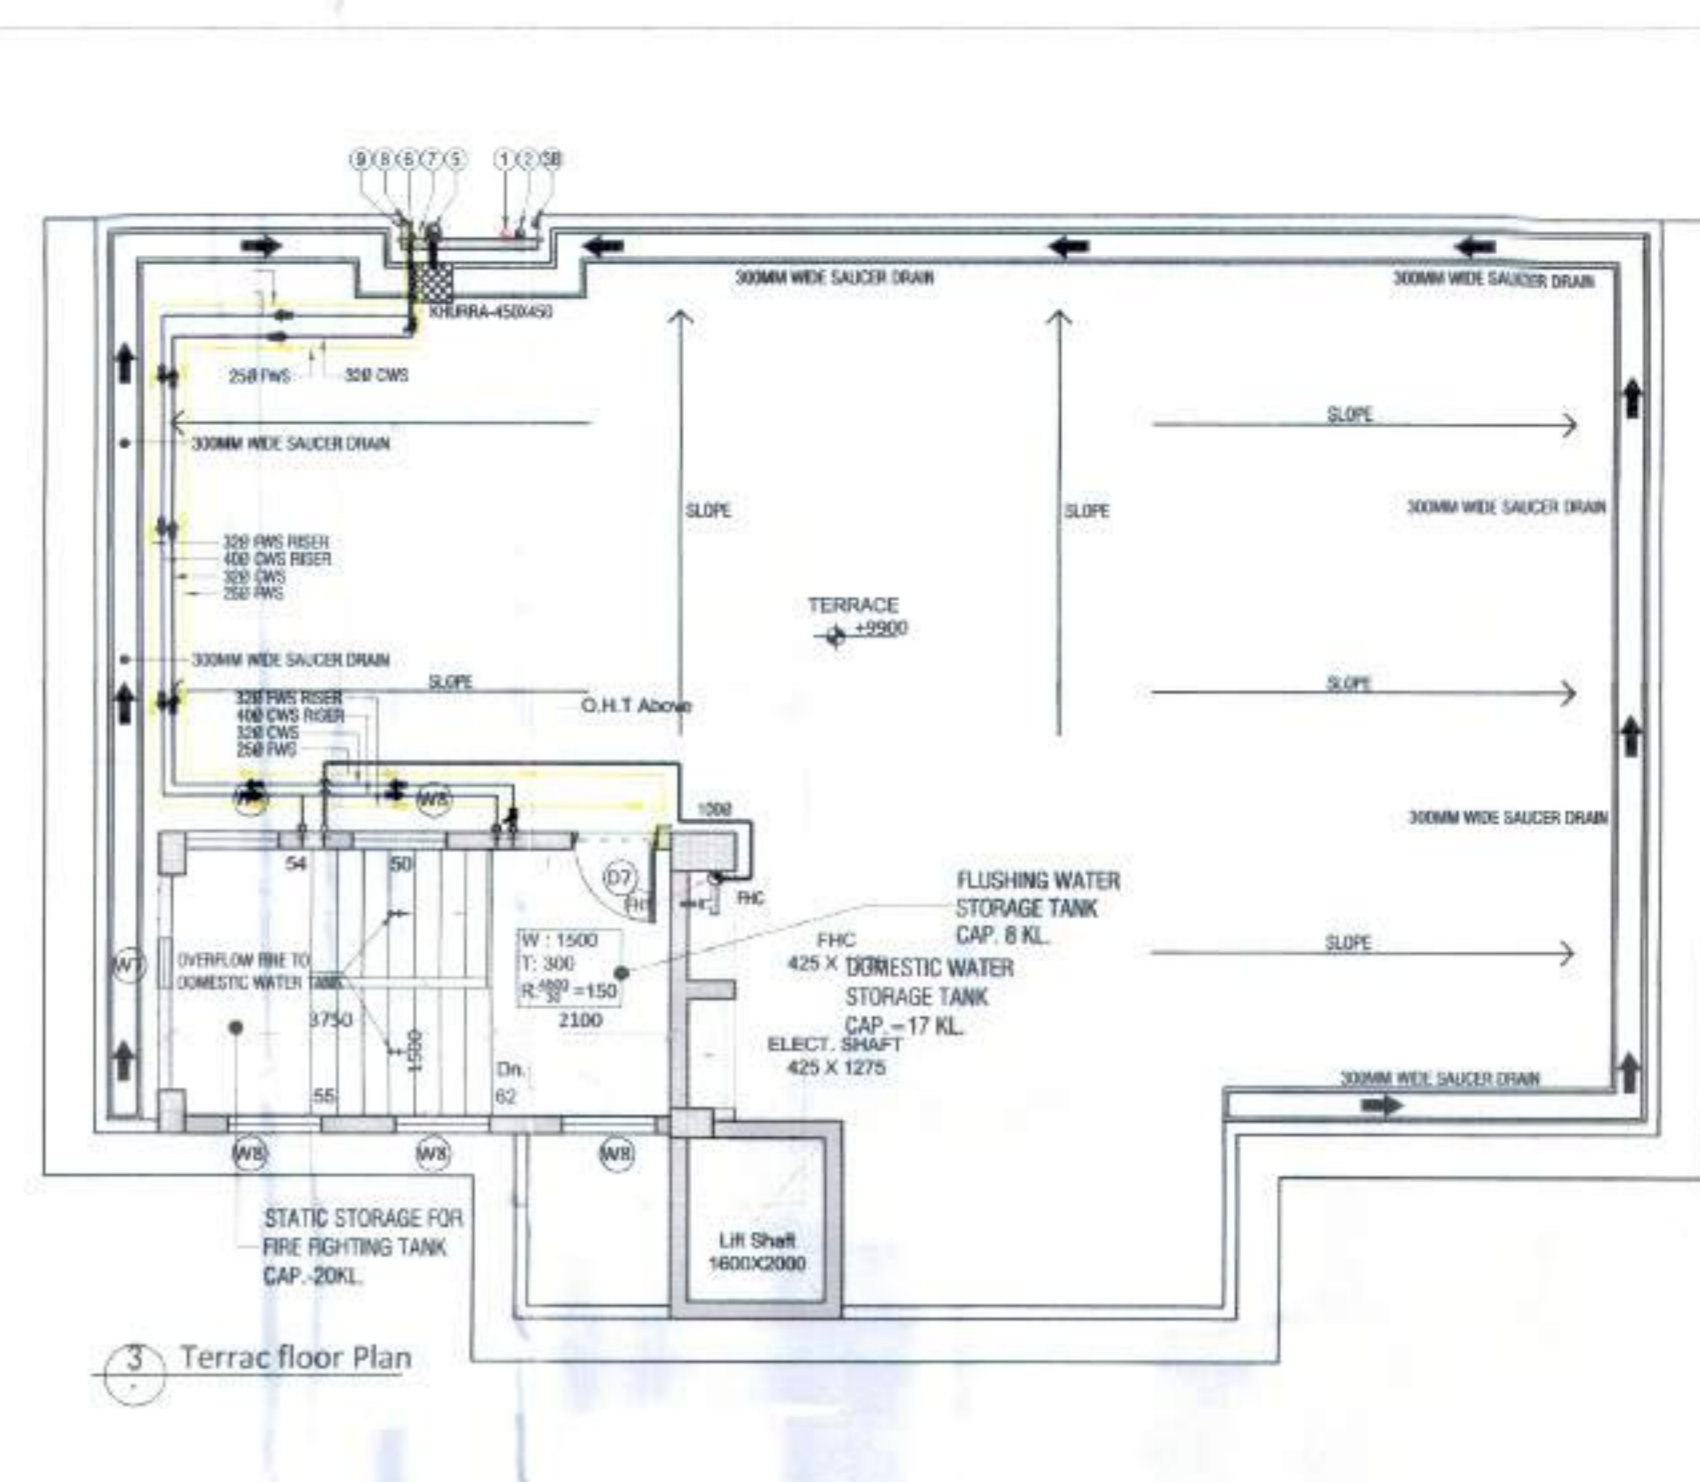 9 8 6 7 5 1 2 3B
300MM WIDE SAUCER DRAIN
300MM WIDE SAUCER DRAIN
KHURRA-450X450
25Ø FWS
32Ø CWS
SLOPE
300MM WIDE SAUCER DRAIN
SLOPE
SLOPE
300MM WIDE SAUCER DRAIN
32Ø FWS RISER
40Ø CWS RISER
32Ø CWS
25Ø FWS
TERRACE
+9900
300MM WIDE SAUCER DRAIN
SLOPE
SLOPE
32Ø FWS RISER
40Ø CWS RISER
32Ø CWS
25Ø FWS
O.H.T Above
W8
100Ø
300MM WIDE SAUCER DRAIN
54
50
D7
FHC
FLUSHING WATER
STORAGE TANK
CAP. 8 KL.
W : 1500
T: 300
R: =150
2100
FHC
425 X
DOMESTIC WATER
STORAGE TANK
CAP.-17 KL.
SLOPE
W7
OVERFLOW FIRE TO
DOMESTIC WATER TANK
3750
1500
ELECT. SHAFT
425 X 1275
Dn.
62
55
300MM WIDE SAUCER DRAIN
W8
W8
W8
STATIC STORAGE FOR
FIRE FIGHTING TANK
CAP.-20KL.
Lift Shaft
1600X2000
3
Terrac floor Plan